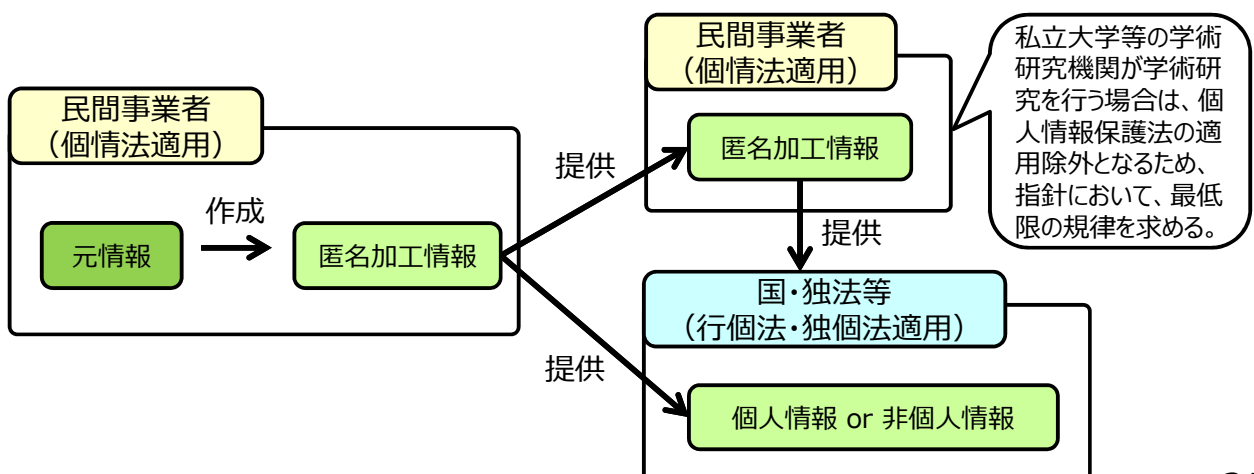 民間事業者
（個情法適用）
元情報
作成
匿名加工情報
提供
提供
民間事業者
（個情法適用）
匿名加工情報
提供
私立大学等の学術
研究機関が学術研
究を行う場合は、個
人情報保護法の適
用除外となるため、
指針において、最低
限の規律を求める。
国・独法等
（行個法・独個法適用）
個人情報 or 非個人情報